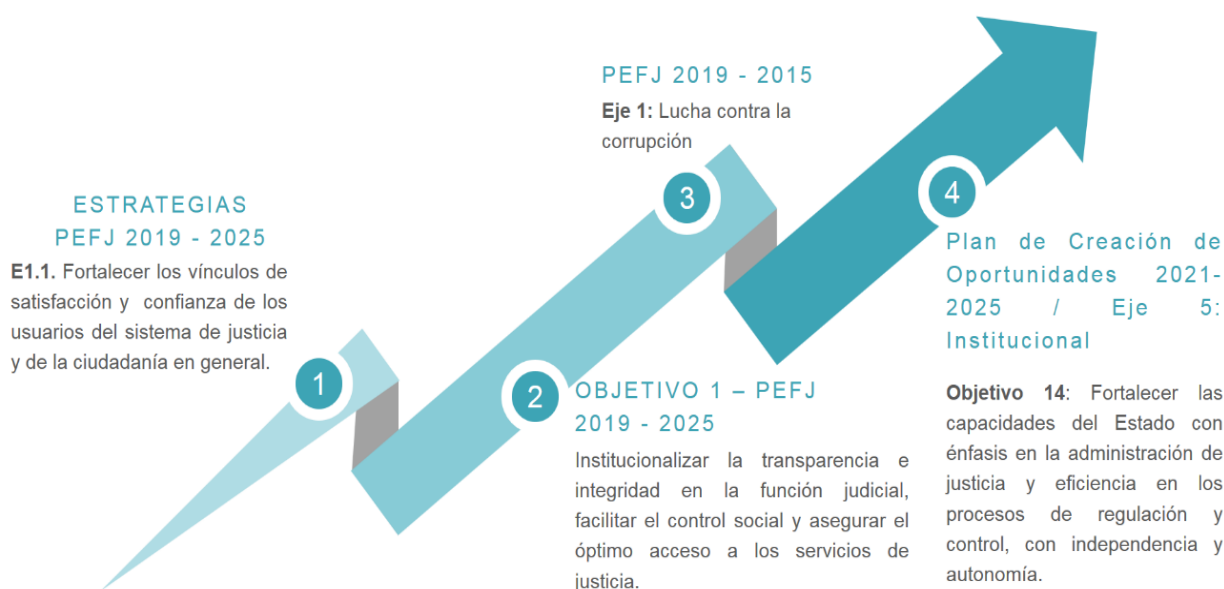 ESTRATEGIAS
PEFJ 2019 - 2025
E1.1. Fortalecer los vínculos de
satisfacción y confianza de los
usuarios del sistema de justicia
y de la ciudadanía en general.
1
2
OBJETIVO 1 – PEFJ
2019 - 2025
Institucionalizar la transparencia e
integridad en la función judicial,
facilitar el control social y asegurar el
óptimo acceso a los servicios de
justicia.
PEFJ 2019 - 2015
Eje 1: Lucha contra la
corrupción
3
4
Plan de Creación de
Oportunidades 2021-
2025 / Eje 5:
Institucional
Objetivo 14: Fortalecer las
capacidades del Estado con
énfasis en la administración de
justicia y eficiencia en los
procesos de regulación y
control, con independencia y
autonomía.